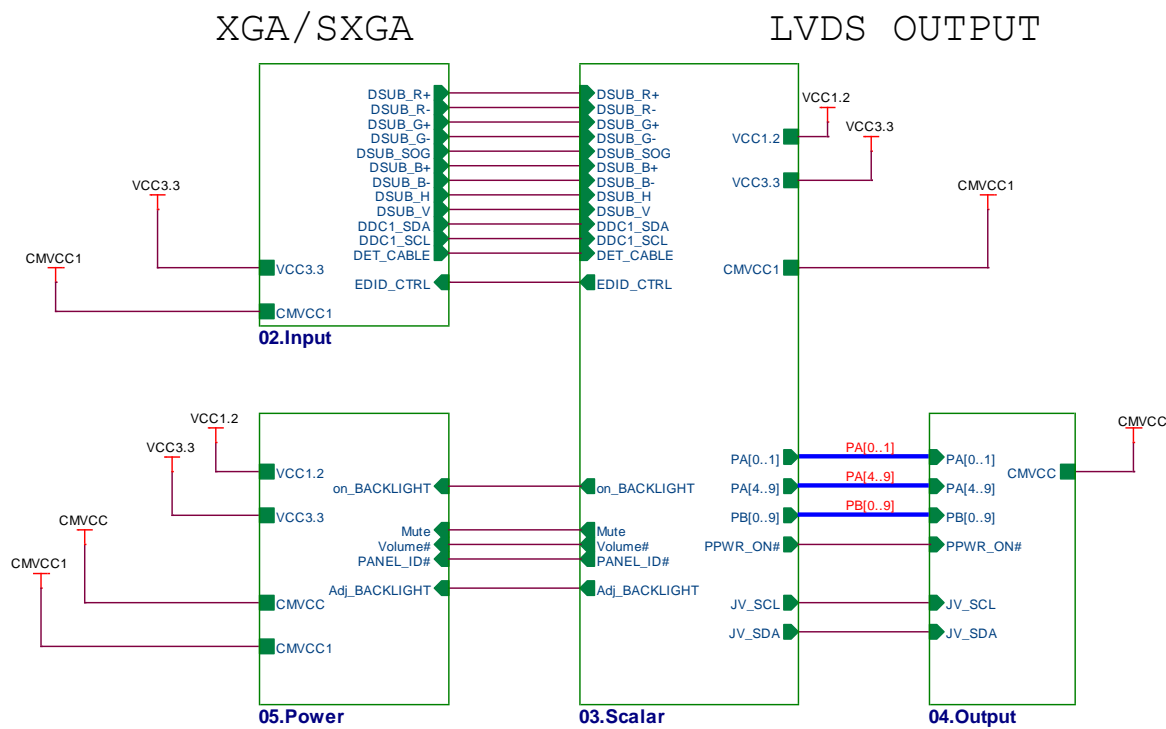 XGA/SXGA
LVDS OUTPUT
DSUB_R+
DSUB_R-
DSUB_G+
DSUB_G-
DSUB_SOG
DSUB_B+
DSUB_B-
DSUB_H
DSUB_V
DDC1_SDA
DDC1_SCL
DET_CABLE
EDID_CTRL
VCC3.3
CMVCC1
VCC3.3
CMVCC1
02.Input
DSUB_R+
DSUB_R-
DSUB_G+
DSUB_G-
DSUB_SOG
DSUB_B+
DSUB_B-
DSUB_H
DSUB_V
DDC1_SDA
DDC1_SCL
DET_CABLE
EDID_CTRL
VCC1.2
VCC3.3
CMVCC1
VCC1.2
VCC3.3
CMVCC1
VCC1.2
VCC3.3
CMVCC
CMVCC1
VCC1.2
VCC3.3
CMVCC
CMVCC1
on_BACKLIGHT
Mute
Volume#
PANEL_ID#
Adj_BACKLIGHT
05.Power
on_BACKLIGHT
Mute
Volume#
PANEL_ID#
Adj_BACKLIGHT
PA[0..1]
PA[4..9]
PB[0..9]
PPWR_ON#
JV_SCL
JV_SDA
03.Scalar
PA[0..1]
PA[4..9]
PB[0..9]
PA[0..1]
PA[4..9]
PB[0..9]
PPWR_ON#
JV_SCL
JV_SDA
CMVCC
CMVCC
04.Output